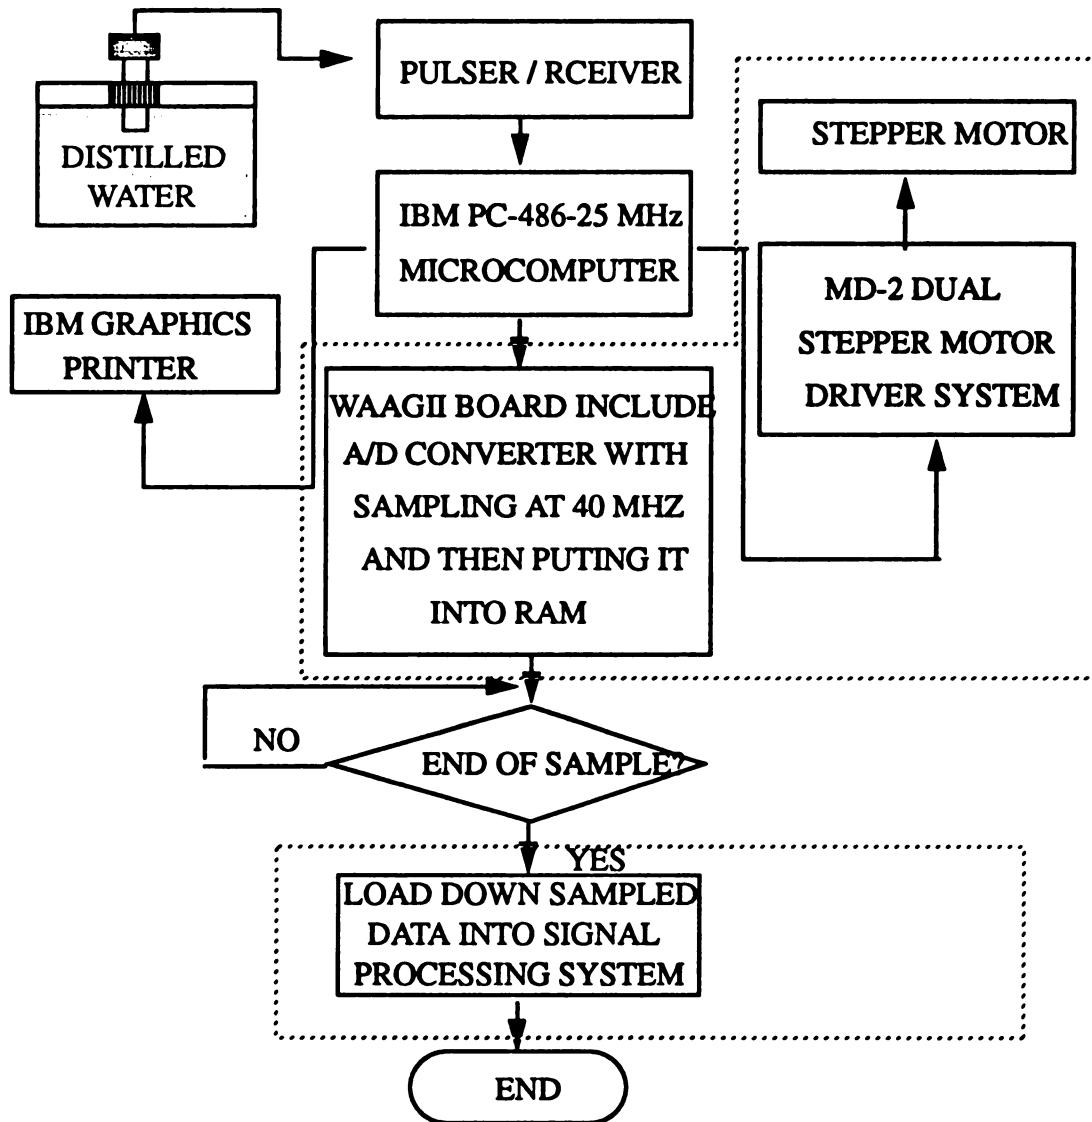 PULSER / RCEIVER
STEPPER MOTOR
DISTILLED
WATER
IBM PC-486-25 MHz
MICROCOMPUTER
MD-2 DUAL
STEPPER MOTOR
DRIVER SYSTEM
IBM GRAPHICS
PRINTER
WAAGII BOARD INCLUDE
A/D CONVERTER WITH
SAMPLING AT 40 MHZ
AND THEN PUTING IT
INTO RAM
NO
END OF SAMPLE?
YES
LOAD DOWN SAMPLED
DATA INTO SIGNAL
PROCESSING SYSTEM
END